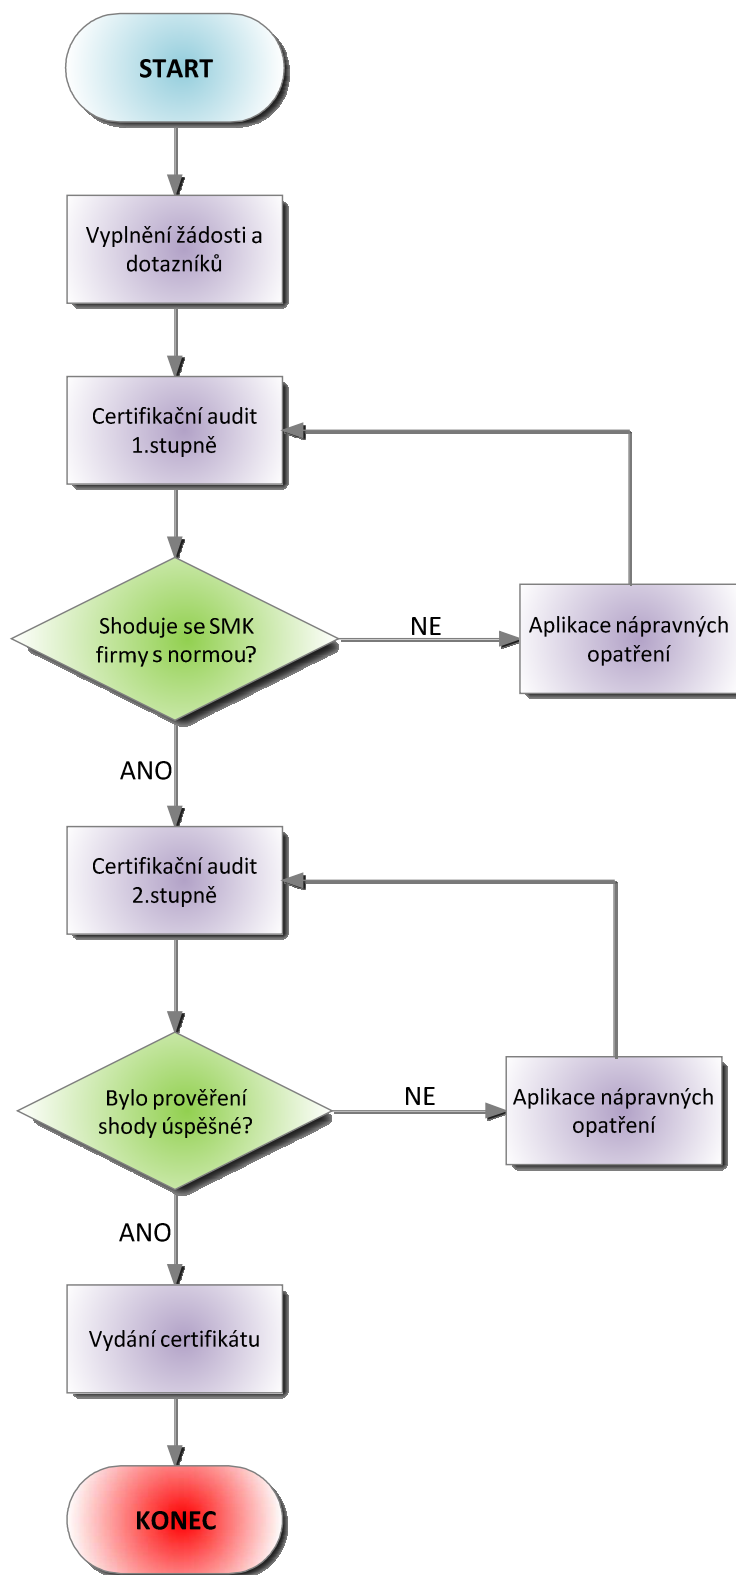 START
Vyplnění žádosti a
dotazníků
Certifikační audit
1.stupně
Shoduje se SMK
firmy s normou?
NE
Aplikace nápravných
opatření
ANO
Certifikační audit
2.stupně
Bylo prověření
shody úspěšné?
NE
Aplikace nápravných
opatření
ANO
Vydání certifikátu
KONEC